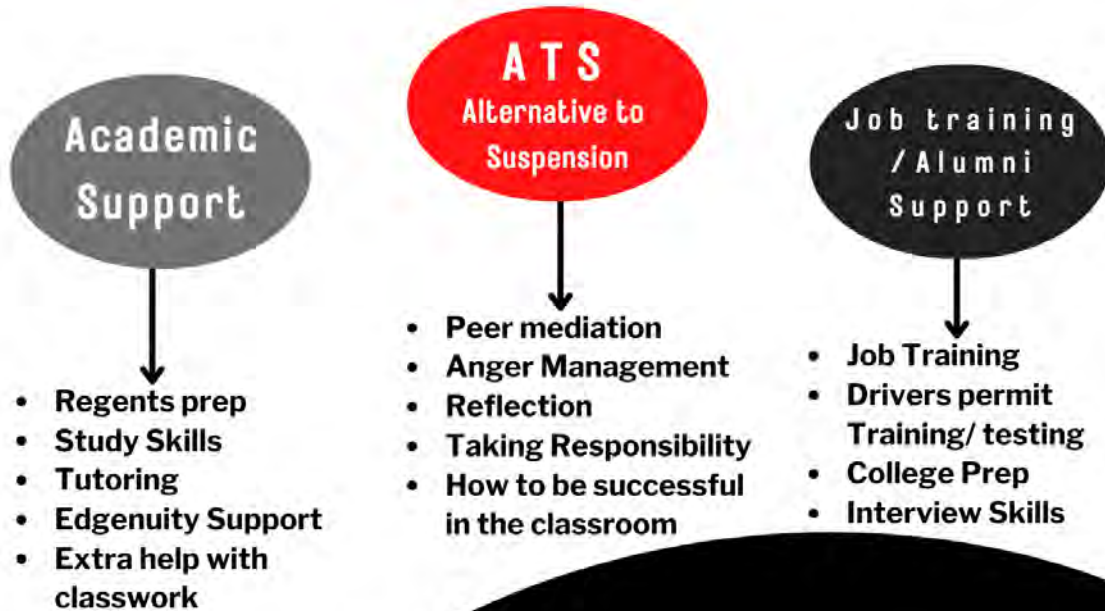 Academic
Support
• Regents prep
• Study Skills
• Tutoring
• Edgenuity Support
• Extra help with
classwork
ATS
Alternative to
Suspension
• Peer mediation
• Anger Management
• Reflection
• Taking Responsibility
• How to be successful
in the classroom
Job training
/Alumni
Support
• Job Training
• Drivers permit
Training/ testing
• College Prep
• Interview Skills